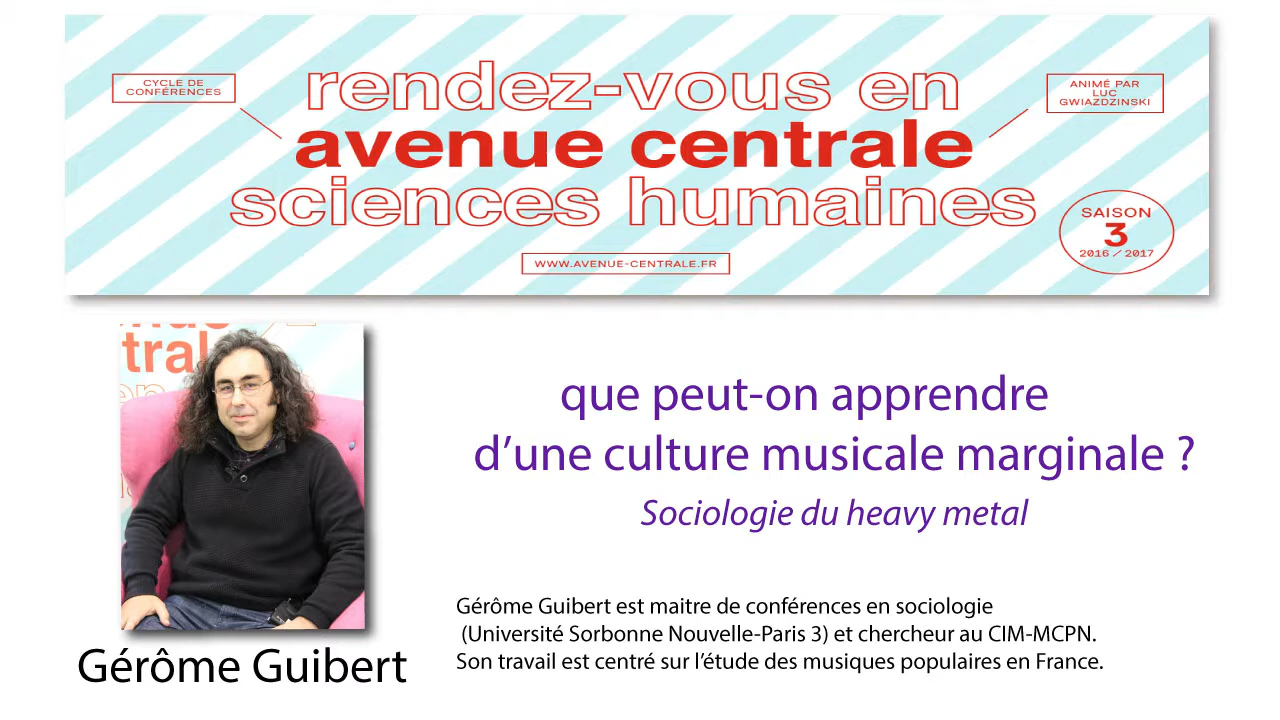 CYCLE DE
CONFÉRENCES
rendez-vous en
avenue centrale
sciences humaines
ANIMÉ PAR
LUC
GWIAZDZINSKI
SAISON
3
2016 / 2017
WWW.AVENUE-CENTRALE.FR
tral
en
que peut-on apprendre
d’une culture musicale marginale ?
Sociologie du heavy metal
Gérôme Guibert est maitre de conférences en sociologie
(Université Sorbonne Nouvelle-Paris 3) et chercheur au CIM-MCPN.
Son travail est centré sur l’étude des musiques populaires en France.
Gérôme Guibert